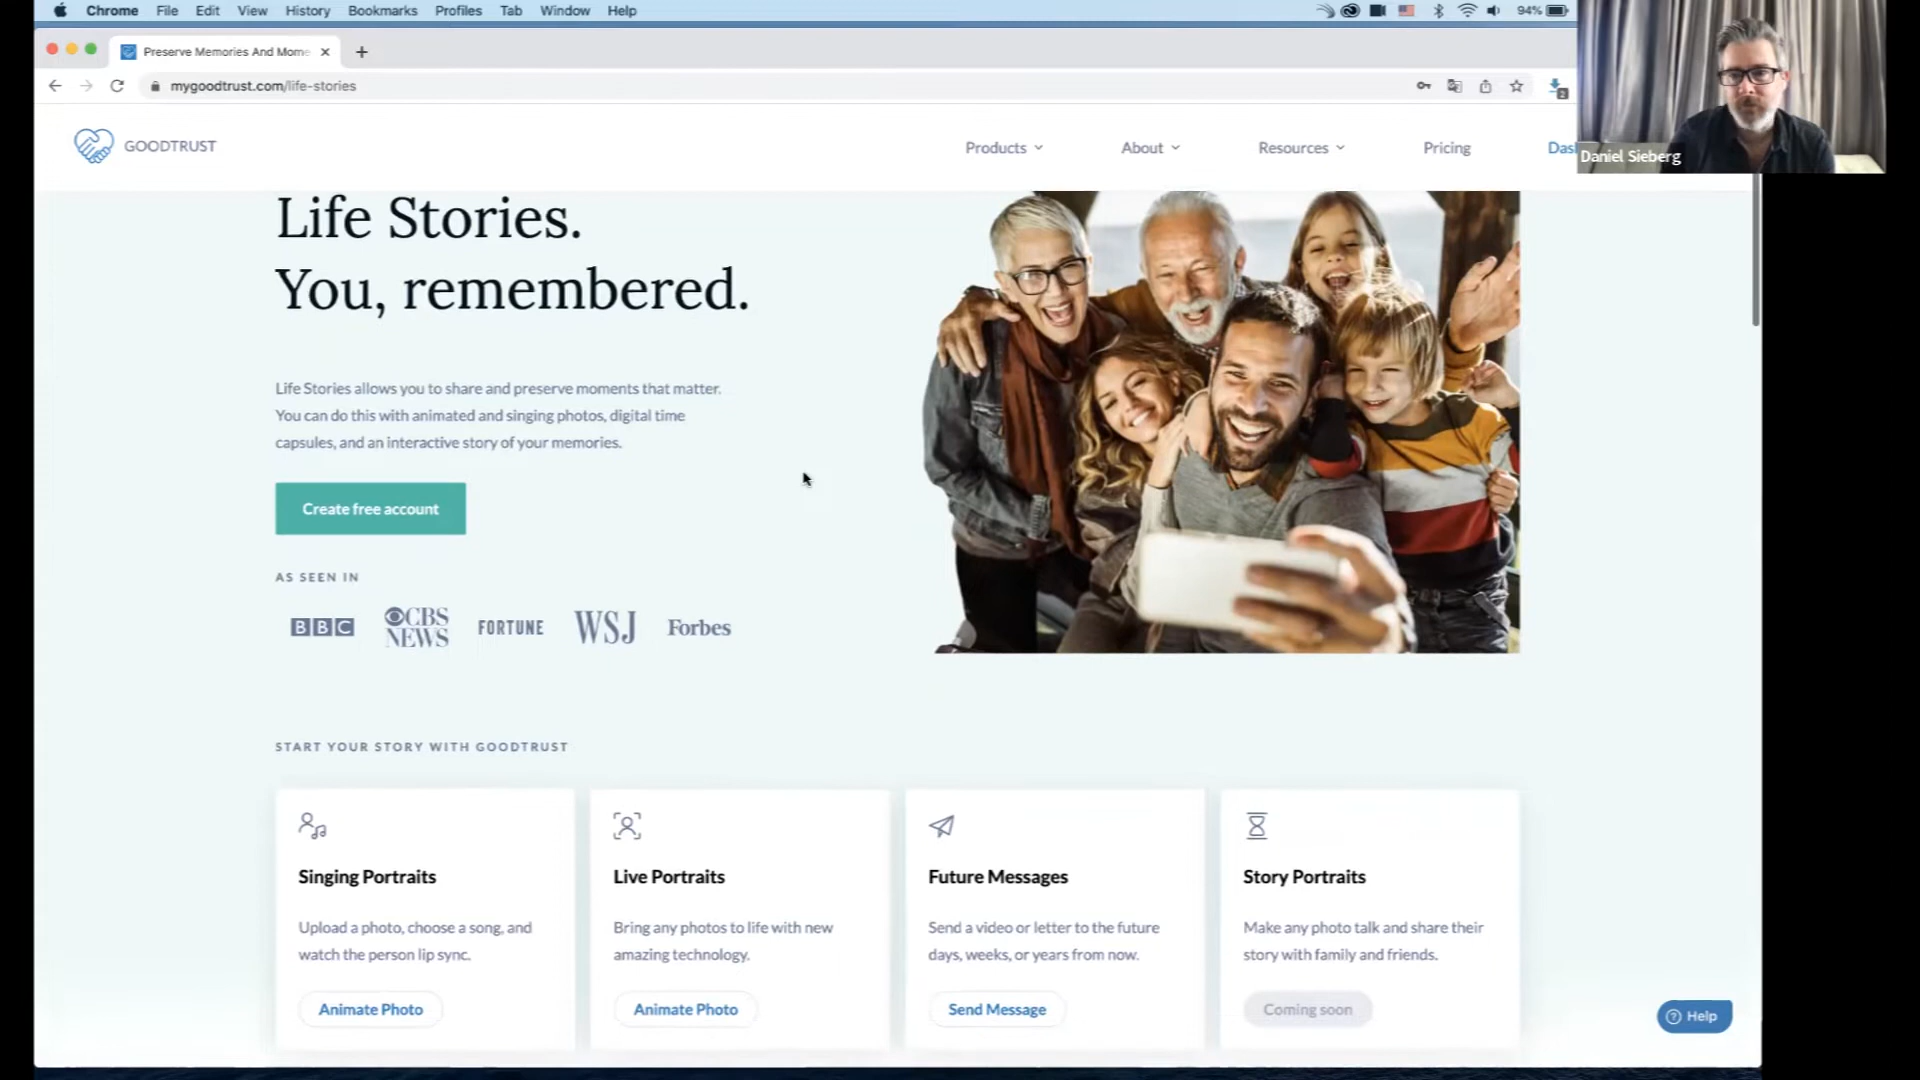 Chrome File Edit View History Bookmarks Profiles Tab Window Help
94%
Preserve Memories And Mome
mygoodtrust.com/life-stories
2
GOODTRUST
Products
About
Resources
Pricing
Das
Daniel Sieberg
Life Stories.
You, remembered.
Life Stories allows you to share and preserve moments that matter.
You can do this with animated and singing photos, digital time
capsules, and an interactive story of your memories.
Create free account
AS SEEN IN
BBC
CBS
NEWS
FORTUNE
WSJ
Forbes
START YOUR STORY WITH GOODTRUST
Singing Portraits
Upload a photo, choose a song, and
watch the person lip sync.
Animate Photo
Live Portraits
Bring any photos to life with new
amazing technology.
Animate Photo
Future Messages
Send a video or letter to the future
days, weeks, or years from now.
Send Message
Story Portraits
Make any photo talk and share their
story with family and friends.
Coming soon
Help